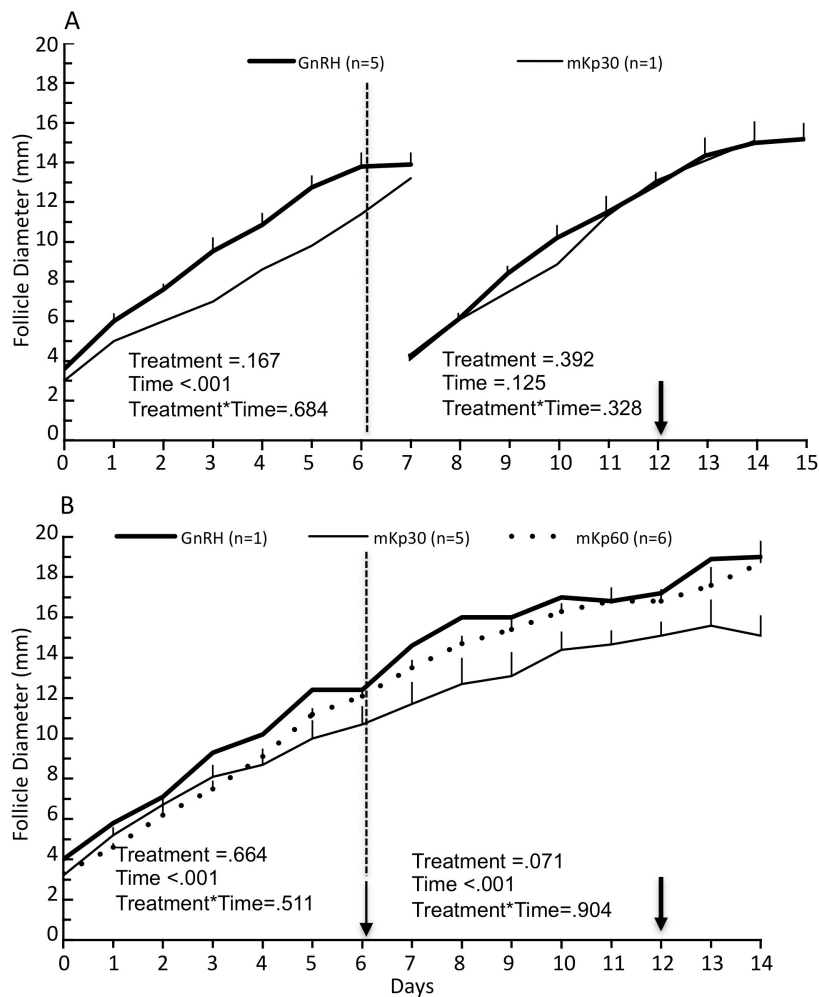 A
GnRH (n=5) mKp30 (n=1)
Follicle Diameter (mm)
20
18
16
14
12
10
8
6
4
2
0
Treatment =.167
Time <.001
Treatment*Time=.684
Treatment =.392
Time =.125
Treatment*Time=.328
0 1 2 3 4 5 6 7 8 9 10 11 12 13 14 15
B
GnRH (n=1) mKp30 (n=5) mKp60 (n=6)
Follicle Diameter (mm)
20
18
16
14
12
10
8
6
4
2
0
Treatment =.664
Time <.001
Treatment*Time=.511
Treatment =.071
Time <.001
Treatment*Time=.904
0 1 2 3 4 5 6 7 8 9 10 11 12 13 14
Days